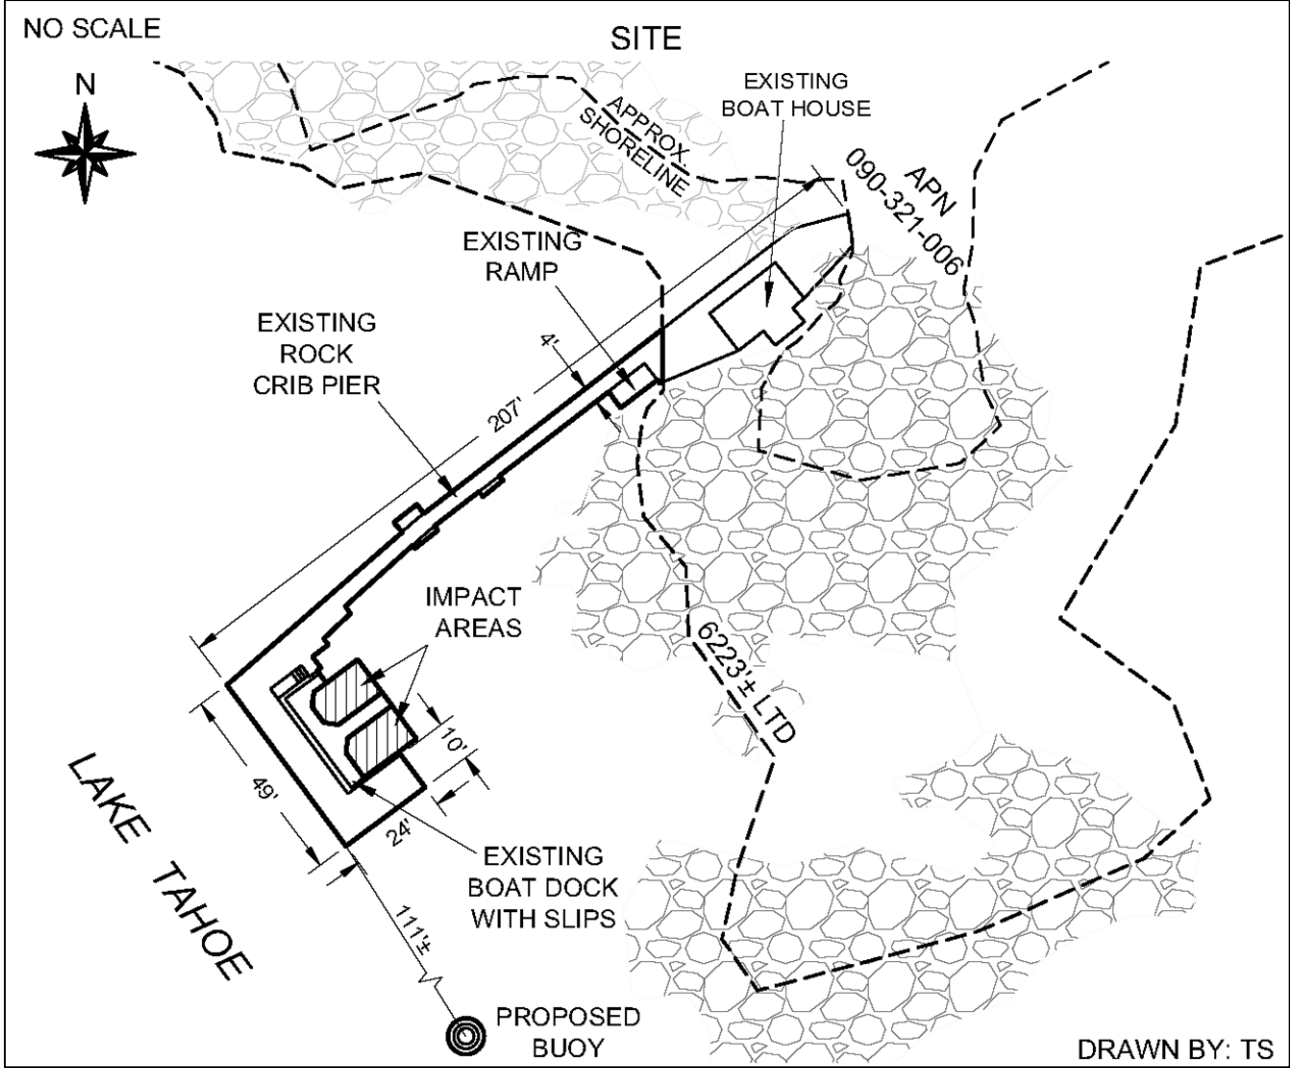 NO SCALE
SITE
N
EXISTING
BOAT HOUSE
APPROX.
SHORELINE
APN
090-321-006
EXISTING
RAMP
EXISTING
ROCK
CRIB PIER
4'
207'
IMPACT
AREAS
6223'± LTD
10'
49'
24'
LAKE TAHOE
EXISTING
BOAT DOCK
WITH SLIPS
111'±
PROPOSED
BUOY
DRAWN BY: TS